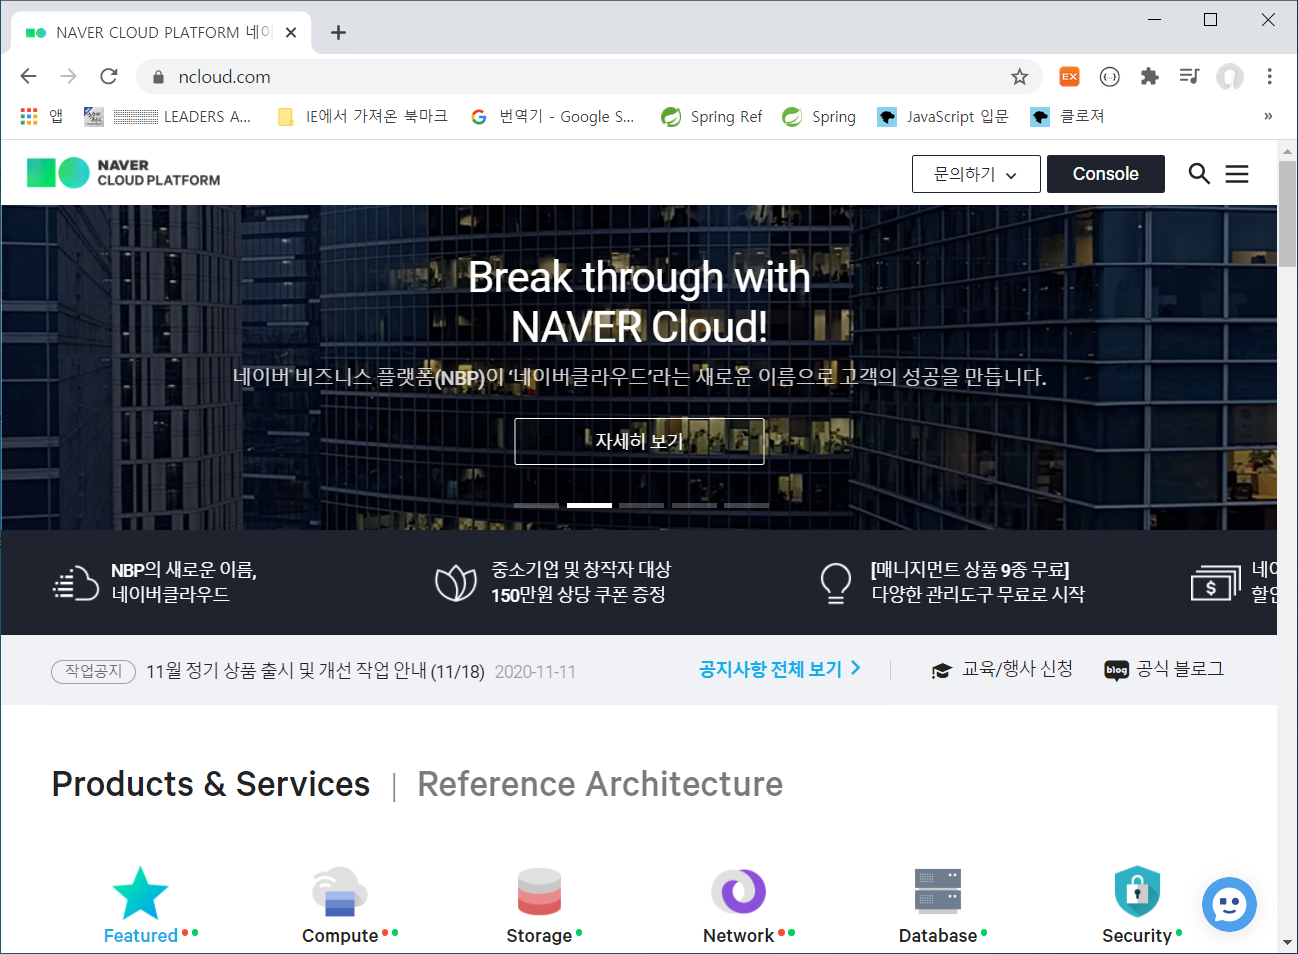 NAVER CLOUD PLATFORM 네이
ncloud.com
EX
앱
LEADERS A...
IE에서 가져온 북마크
번역기 - Google S...
Spring Ref
Spring
JavaScript 입문
클로져
»
NAVER
CLOUD PLATFORM
문의하기
Console
Break through with
NAVER Cloud!
네이버 비즈니스 플랫폼(NBP)이 ‘네이버클라우드’라는 새로운 이름으로 고객의 성공을 만듭니다.
자세히 보기
NBP의 새로운 이름,
네이버클라우드
중소기업 및 창작자 대상
150만원 상당 쿠폰 증정
[매니지먼트 상품 9종 무료]
다양한 관리도구 무료로 시작
$
네이
할인
작업공지 11월 정기 상품 출시 및 개선 작업 안내 (11/18) 2020-11-11
공지사항 전체 보기
교육/행사 신청
blog 공식 블로그
Products & Services | Reference Architecture
Featured
Compute
Storage
Network
Database
Security